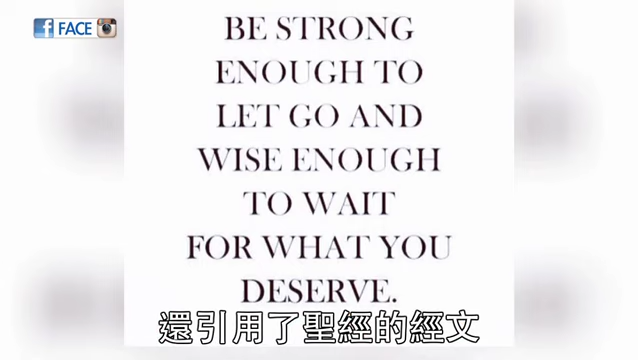 f FACE
BE STRONG
ENOUGH TO
LET GO AND
WISE ENOUGH
TO WAIT
FOR WHAT YOU
DESERVE.
還引用了聖經的經文